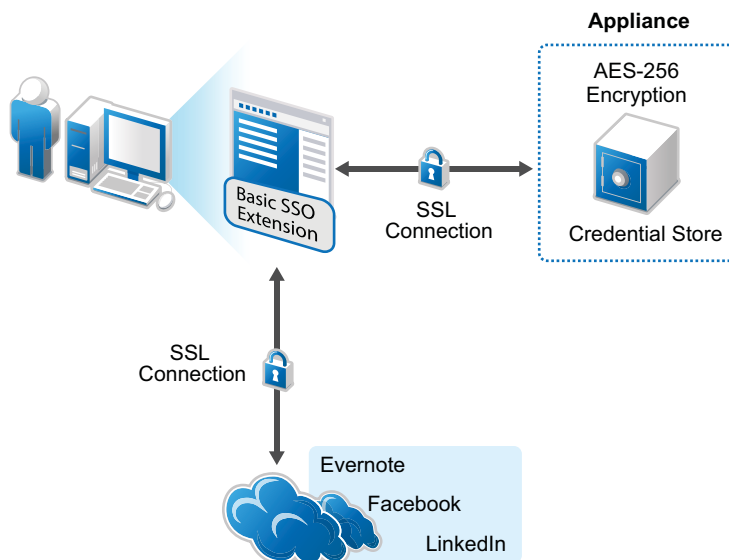 Appliance
AES-256
Encryption
Basic SSO
Extension
SSL
Connection
Credential Store
SSL
Connection
Evernote
Facebook
LinkedIn